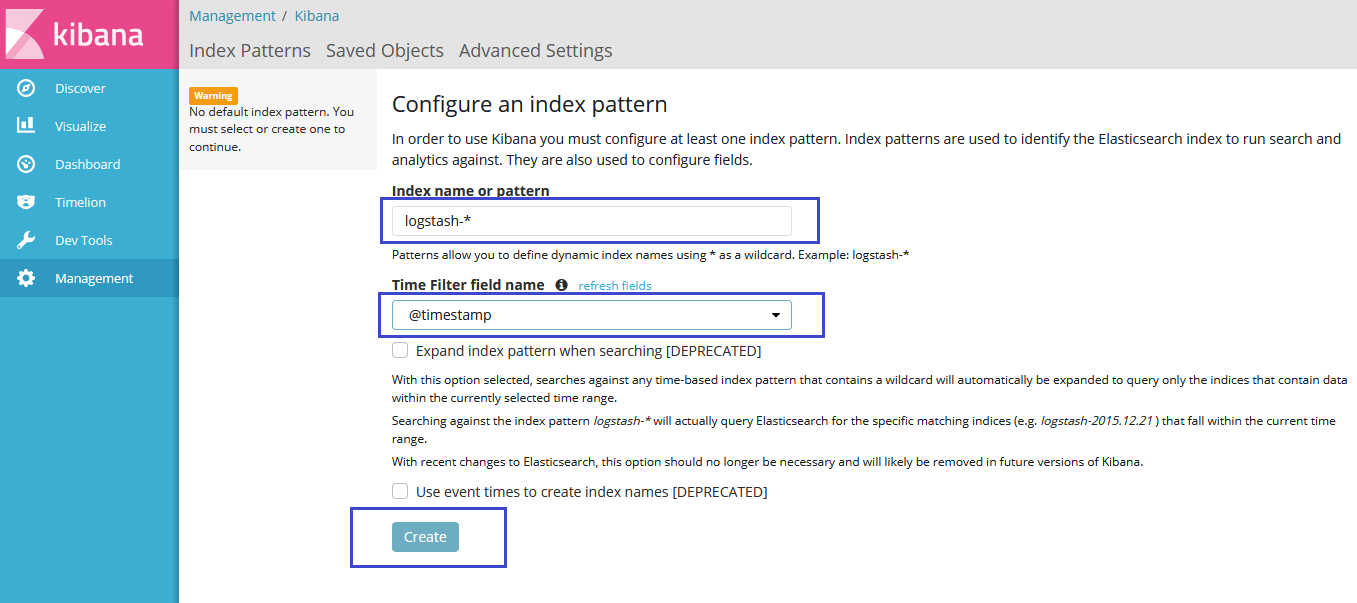 kibana
Management / Kibana
Index Patterns Saved Objects Advanced Settings
Discover
Visualize
Dashboard
Timelion
Dev Tools
Management
Warning
No default index pattern. You
must select or create one to
continue.
Configure an index pattern
In order to use Kibana you must configure at least one index pattern. Index patterns are used to identify the Elasticsearch index to run search and
analytics against. They are also used to configure fields.
Index name or pattern
logstash-*
Patterns allow you to define dynamic index names using * as a wildcard. Example: logstash-*
Time Filter field name refresh fields
@timestamp
Expand index pattern when searching [DEPRECATED]
With this option selected, searches against any time-based index pattern that contains a wildcard will automatically be expanded to query only the indices that contain data
within the currently selected time range.
Searching against the index pattern logstash-* will actually query Elasticsearch for the specific matching indices (e.g. logstash-2015.12.21 ) that fall within the current time
range.
With recent changes to Elasticsearch, this option should no longer be necessary and will likely be removed in future versions of Kibana.
Use event times to create index names [DEPRECATED]
Create